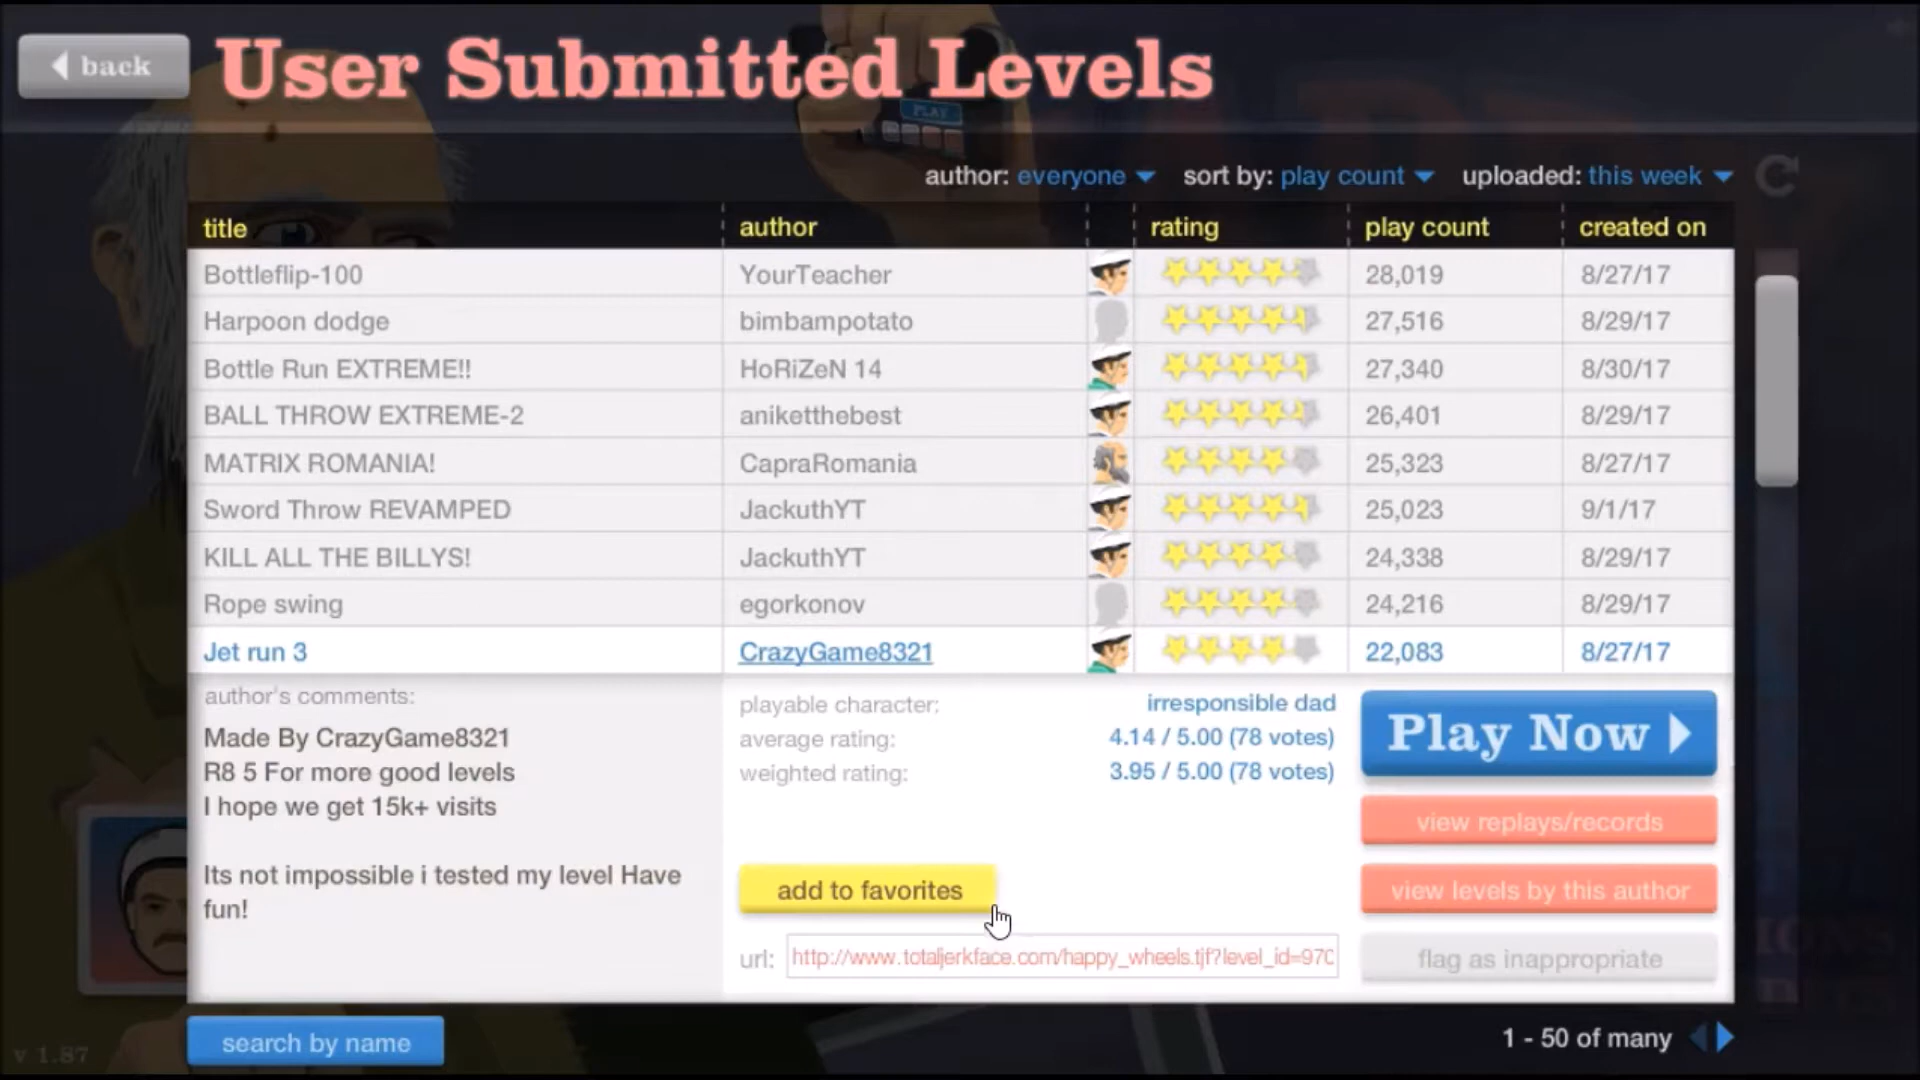 back
User Submitted Levels
PLAY
author: everyone sort by: play count uploaded: this week
title author rating play count created on
Bottleflip-100 YourTeacher 28,019 8/27/17
Harpoon dodge bimbampotato 27,516 8/29/17
Bottle Run EXTREME!! HoRiZeN 14 27,340 8/30/17
BALL THROW EXTREME-2 aniketthebest 26,401 8/29/17
MATRIX ROMANIA! CapraRomania 25,323 8/27/17
Sword Throw REVAMPED JackuthYT 25,023 9/1/17
KILL ALL THE BILLYS! JackuthYT 24,338 8/29/17
Rope swing egorkonov 24,216 8/29/17
Jet run 3 CrazyGame8321 22,083 8/27/17
author's comments:
Made By CrazyGame8321
R8 5 For more good levels
I hope we get 15k+ visits
Its not impossible i tested my level Have
fun!
playable character: irresponsible dad
average rating: 4.14 / 5.00 (78 votes)
weighted rating: 3.95 / 5.00 (78 votes)
add to favorites
url: http://www.totaljerkface.com/happy_wheels.tjf?level_id=970
Play Now
view replays/records
view levels by this author
flag as inappropriate
search by name
1 - 50 of many
v 1.87